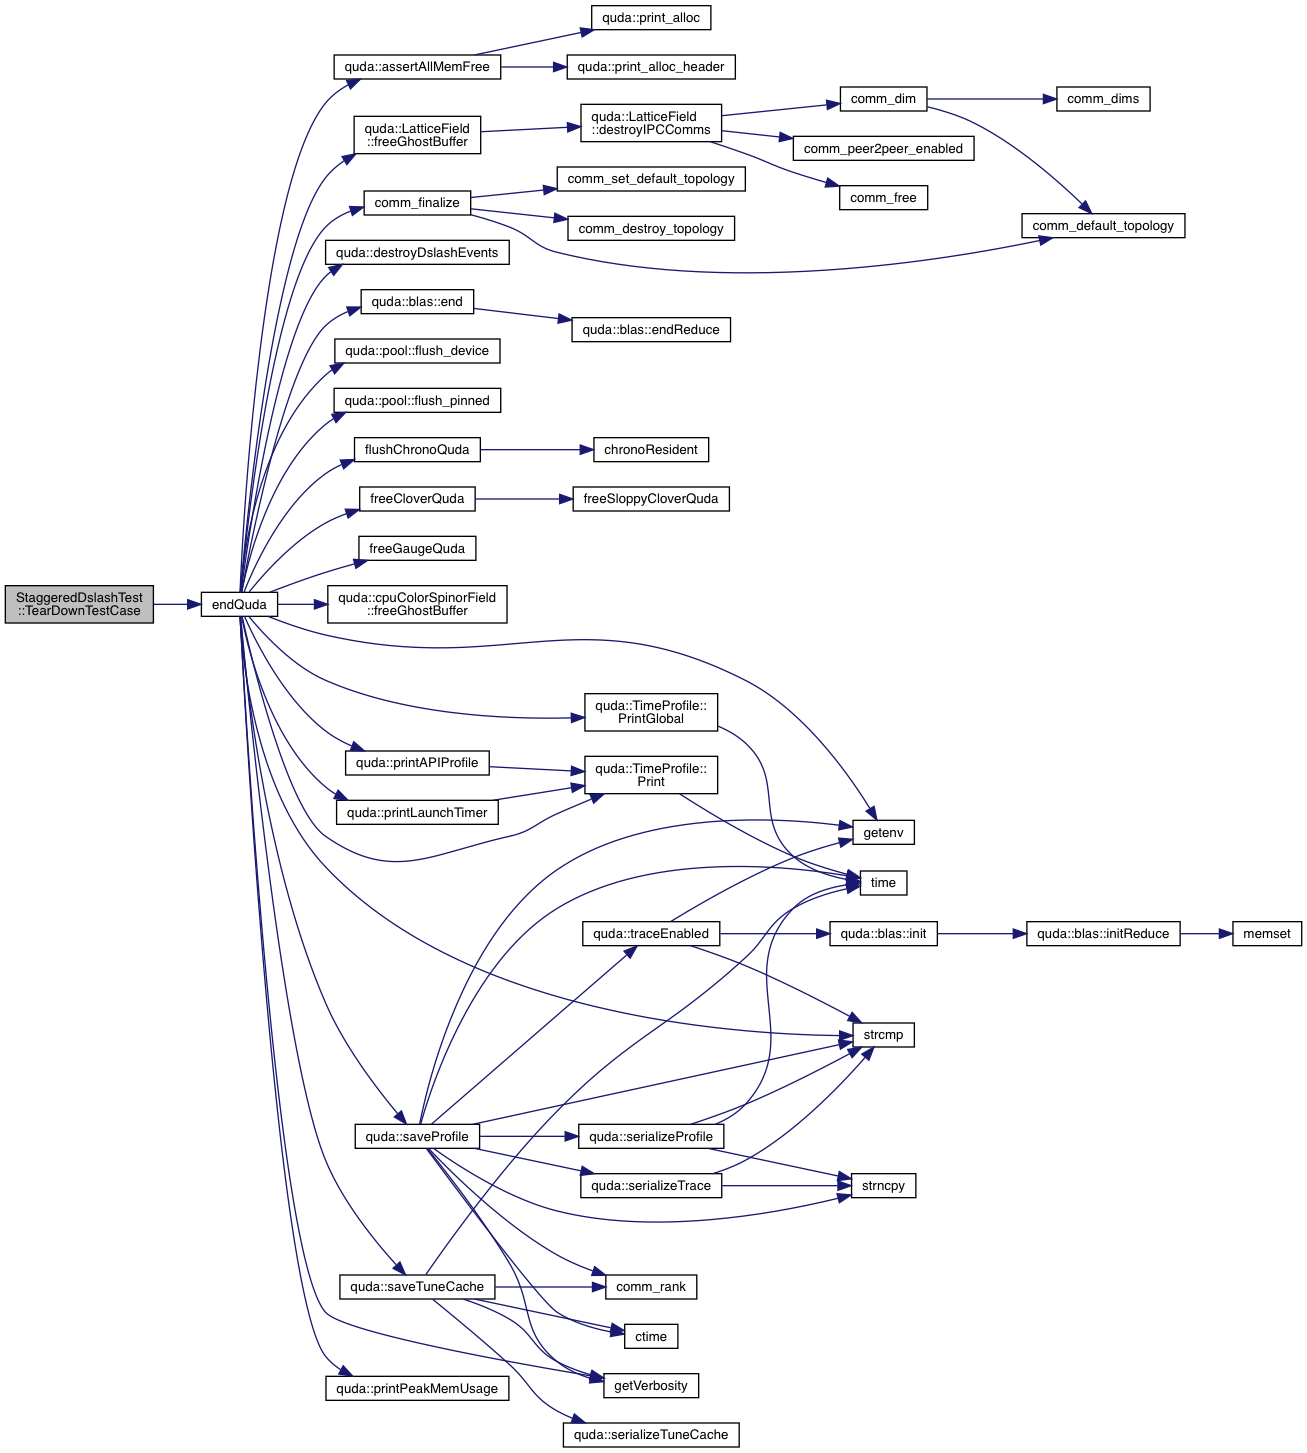 quda::print_alloc
quda::assertAllMemFree
quda::print_alloc_header
quda::LatticeField
::freeGhostBuffer
quda::LatticeField
::destroyIPCComms
comm_dim
comm_dims
comm_peer2peer_enabled
comm_free
comm_default_topology
comm_finalize
comm_set_default_topology
comm_destroy_topology
quda::destroyDslashEvents
quda::blas::end
quda::blas::endReduce
quda::pool::flush_device
quda::pool::flush_pinned
flushChronoQuda
chronoResident
freeCloverQuda
freeSloppyCloverQuda
freeGaugeQuda
StaggeredDslashTest
::TearDownTestCase
endQuda
quda::cpuColorSpinorField
::freeGhostBuffer
quda::TimeProfile::
PrintGlobal
quda::printAPIProfile
quda::TimeProfile::
Print
quda::printLaunchTimer
getenv
time
quda::traceEnabled
quda::blas::init
quda::blas::initReduce
memset
strcmp
quda::saveProfile
quda::serializeProfile
quda::serializeTrace
strncpy
quda::saveTuneCache
comm_rank
ctime
quda::printPeakMemUsage
getVerbosity
quda::serializeTuneCache